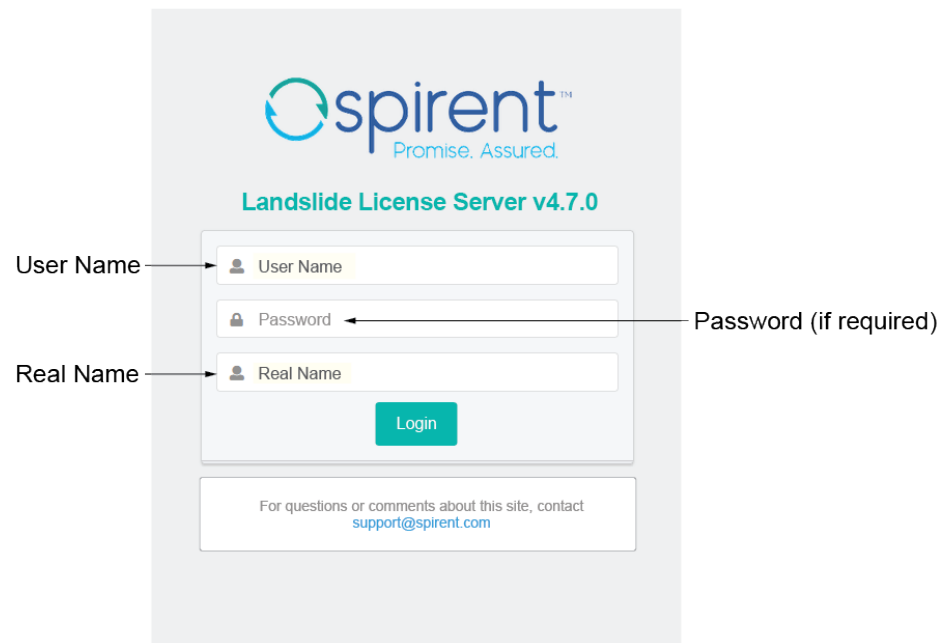 spirent™
Promise. Assured.
Landslide License Server v4.7.0
User Name
User Name
Password
Password (if required)
Real Name
Real Name
Login
For questions or comments about this site, contact
support@spirent.com